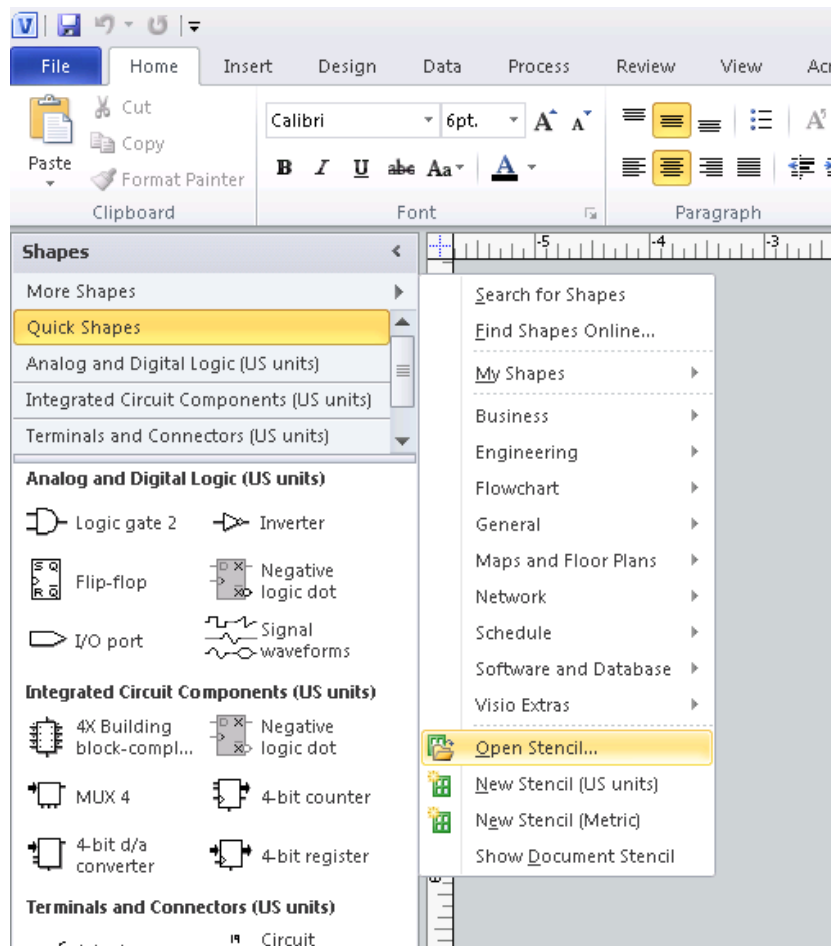 V
File Home Insert Design Data Process Review View
Cut
Copy
Format Painter
Paste
Clipboard
Calibri 6pt. A A
B I U abc Aa A
Font
Paragraph
Shapes
-5 -4 -3
More Shapes
Quick Shapes
Analog and Digital Logic (US units)
Integrated Circuit Components (US units)
Terminals and Connectors (US units)
Analog and Digital Logic (US units)
Logic gate 2
Inverter
Flip-flop
Negative
logic dot
I/O port
Signal
waveforms
Integrated Circuit Components (US units)
4X Building
block-compl...
Negative
logic dot
MUX 4
4-bit counter
4-bit d/a
converter
4-bit register
Terminals and Connectors (US units)
Circuit
Search for Shapes
Find Shapes Online...
My Shapes
Business
Engineering
Flowchart
General
Maps and Floor Plans
Network
Schedule
Software and Database
Visio Extras
Open Stencil...
New Stencil (US units)
New Stencil (Metric)
Show Document Stencil